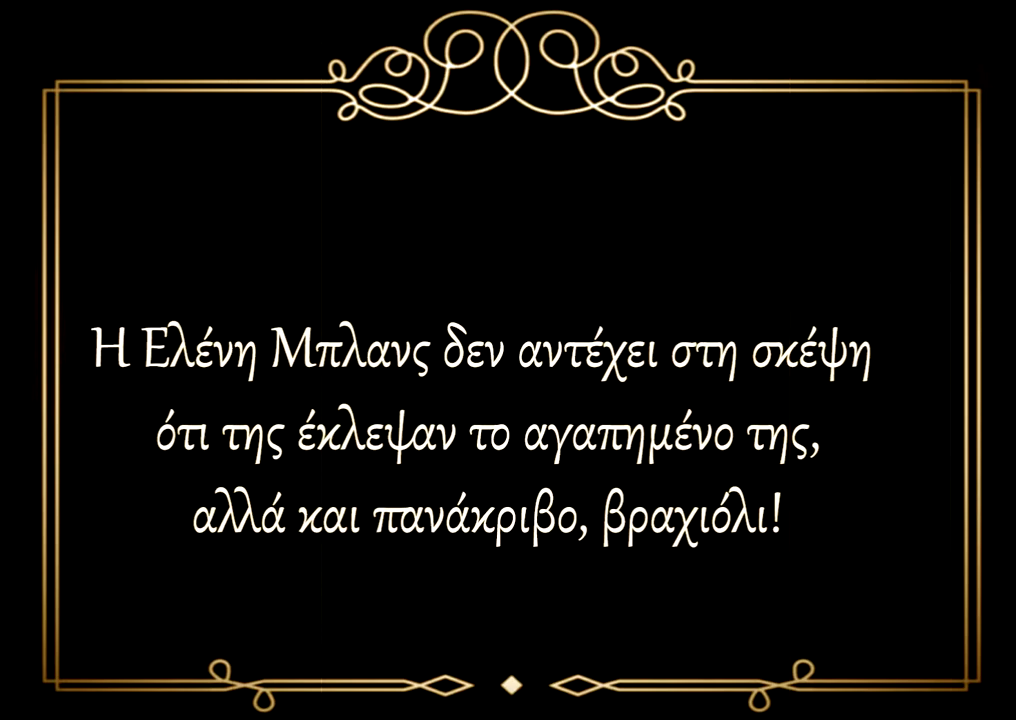 Η Ελένη Μπλανς δεν αντέχει στη σκέψη
ότι της έκλεψαν το αγαπημένο της,
αλλά και πανάκριβο, βραχιόλι!